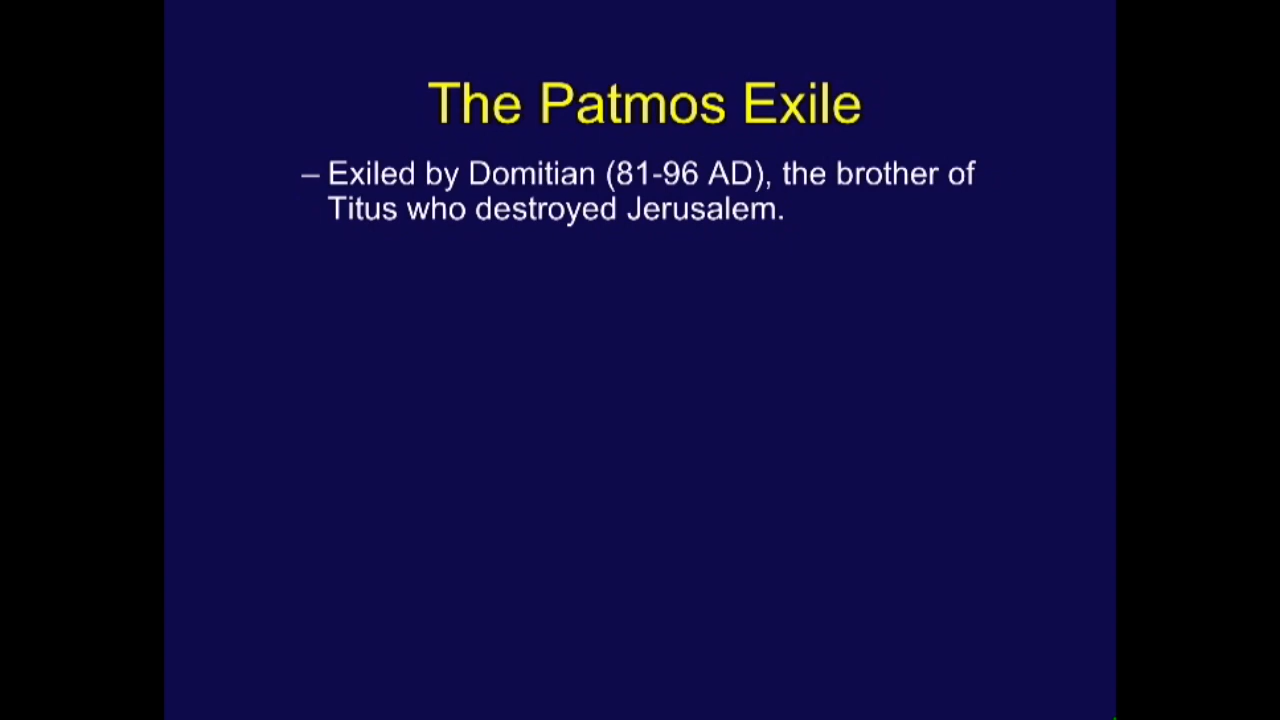 The Patmos Exile
– Exiled by Domitian (81-96 AD), the brother of
Titus who destroyed Jerusalem.